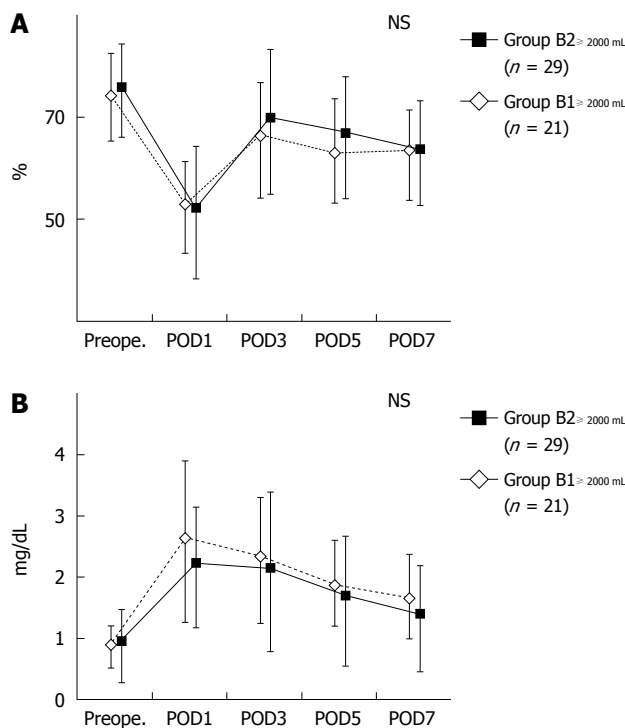 A
NS
Group B2≥ 2000 mL
(n = 29)
Group B1≥ 2000 mL
(n = 21)
70
%
50
Preope. POD1 POD3 POD5 POD7
B
NS
Group B2≥ 2000 mL
(n = 29)
Group B1≥ 2000 mL
(n = 21)
4
3
mg/dL
2
1
0
Preope. POD1 POD3 POD5 POD7